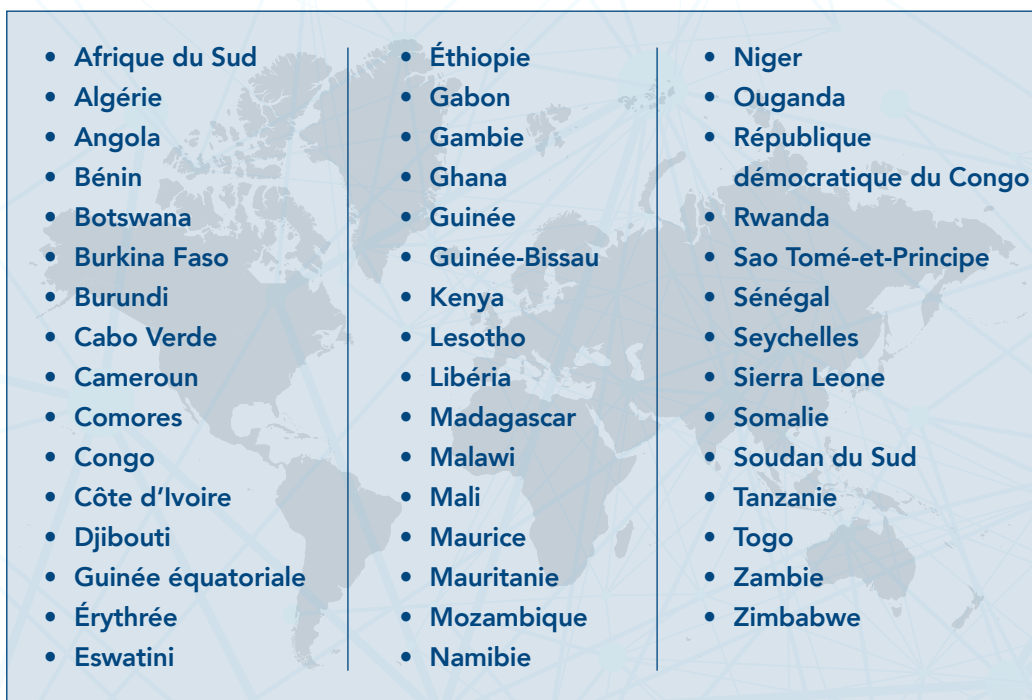 • Afrique du Sud
• Algérie
• Angola
• Bénin
• Botswana
• Burkina Faso
• Burundi
• Cabo Verde
• Cameroun
• Comores
• Congo
• Côte d’Ivoire
• Djibouti
• Guinée équatoriale
• Érythrée
• Eswatini
• Éthiopie
• Gabon
• Gambie
• Ghana
• Guinée
• Guinée-Bissau
• Kenya
• Lesotho
• Libéria
• Madagascar
• Malawi
• Mali
• Maurice
• Mauritanie
• Mozambique
• Namibie
• Niger
• Ouganda
• République
démocratique du Congo
• Rwanda
• Sao Tomé-et-Principe
• Sénégal
• Seychelles
• Sierra Leone
• Somalie
• Soudan du Sud
• Tanzanie
• Togo
• Zambie
• Zimbabwe